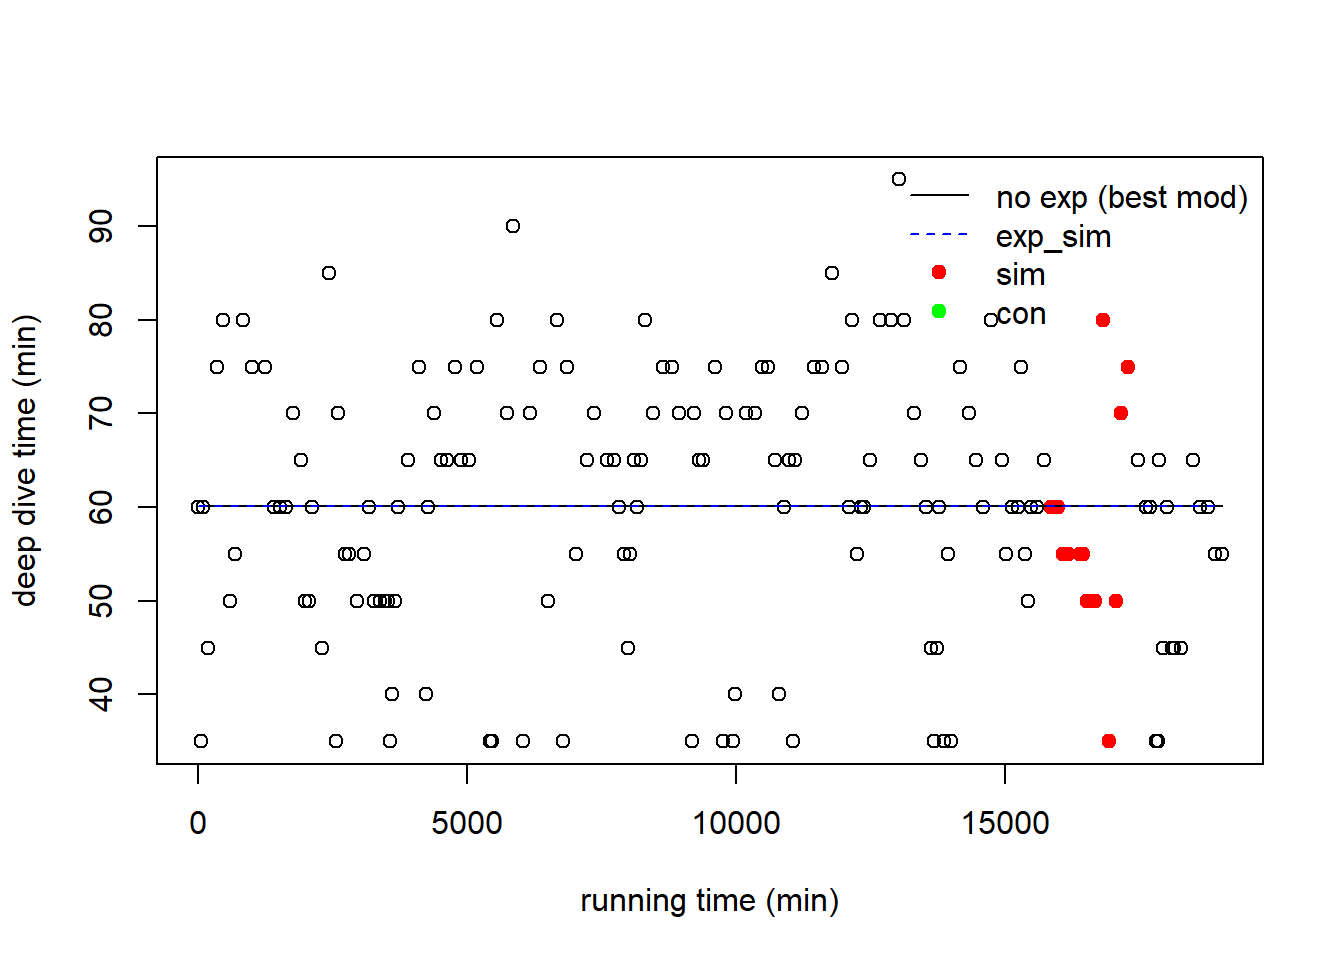 no exp (best mod)
exp_sim
sim
con
90
80
70
60
50
40
deep dive time (min)
0 5000 10000 15000
running time (min)